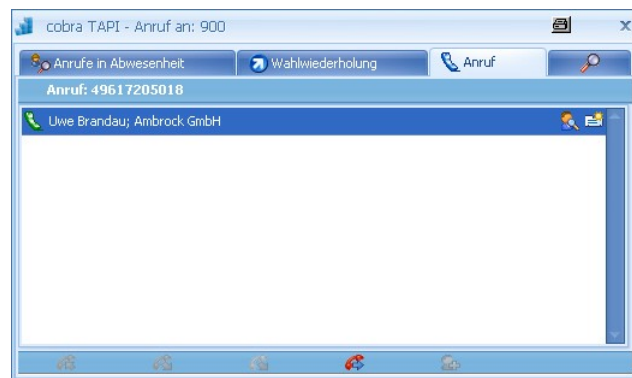 cobra TAPI - Anruf an: 900
x
Anrufe in Abwesenheit
Wahlwiederholung
Anruf
Anruf: 49617205018
Uwe Brandau; Ambrock GmbH